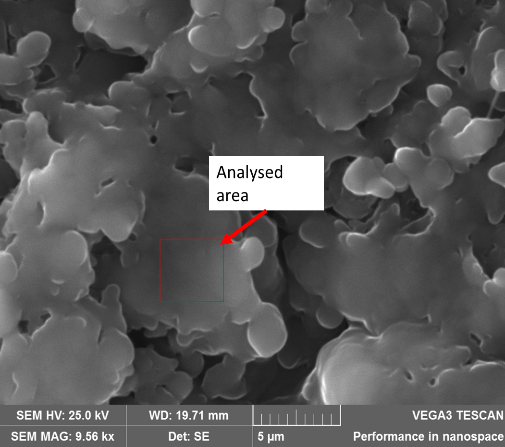 Analysed
area
SEM HV: 25.0 kV WD: 19.71 mm VEGA3 TESCAN
SEM MAG: 9.56 kx Det: SE 5 µm Performance in nanospace